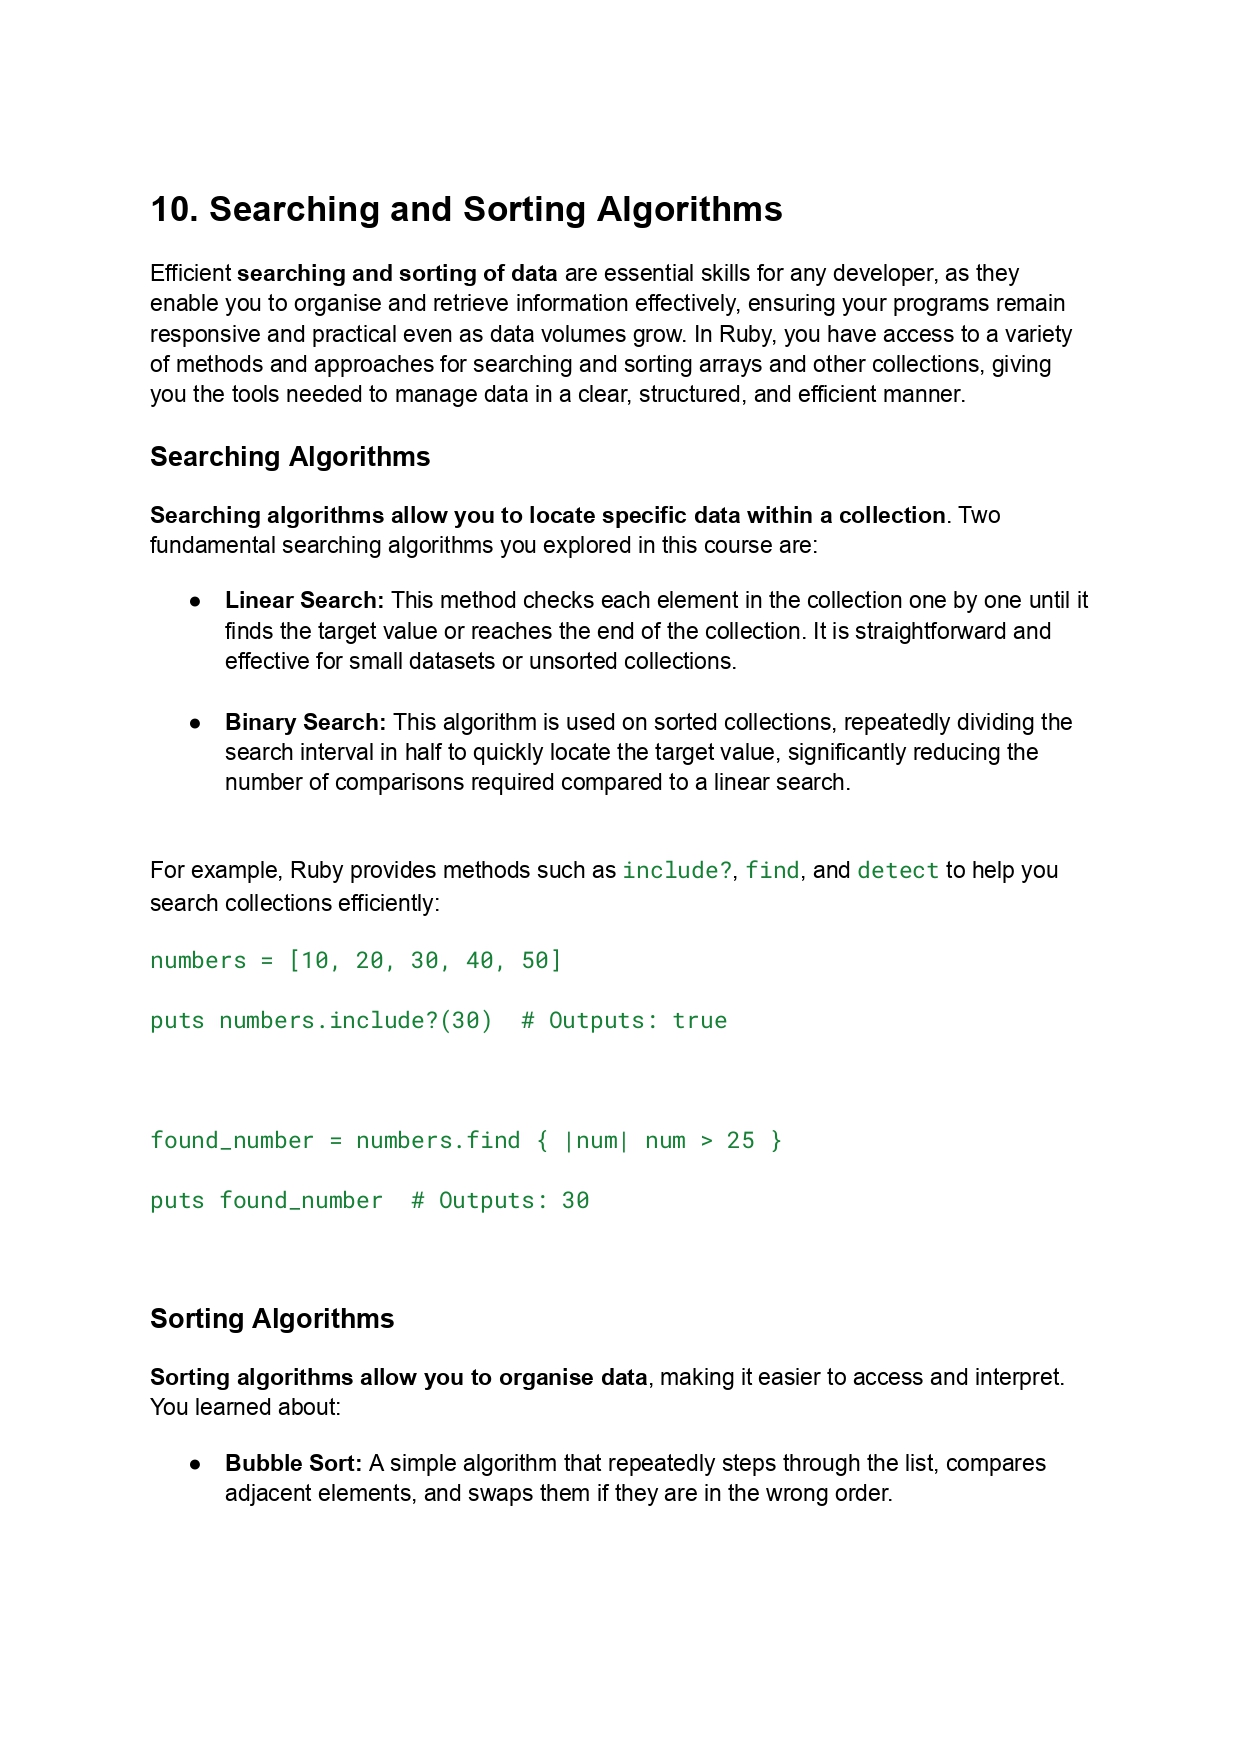 10. Searching and Sorting Algorithms
Efficient searching and sorting of data are essential skills for any developer, as they
enable you to organise and retrieve information effectively, ensuring your programs remain
responsive and practical even as data volumes grow. In Ruby, you have access to a variety
of methods and approaches for searching and sorting arrays and other collections, giving
you the tools needed to manage data in a clear, structured, and efficient manner.
Searching Algorithms
Searching algorithms allow you to locate specific data within a collection. Two
fundamental searching algorithms you explored in this course are:
● Linear Search: This method checks each element in the collection one by one until it
finds the target value or reaches the end of the collection. It is straightforward and
effective for small datasets or unsorted collections.
● Binary Search: This algorithm is used on sorted collections, repeatedly dividing the
search interval in half to quickly locate the target value, significantly reducing the
number of comparisons required compared to a linear search.
For example, Ruby provides methods such as include?, find, and detect to help you
search collections efficiently:
numbers = [10, 20, 30, 40, 50]
puts numbers.include?(30)  # Outputs: true
found_number = numbers.find { |num| num > 25 }
puts found_number  # Outputs: 30
Sorting Algorithms
Sorting algorithms allow you to organise data, making it easier to access and interpret.
You learned about:
● Bubble Sort: A simple algorithm that repeatedly steps through the list, compares
adjacent elements, and swaps them if they are in the wrong order.